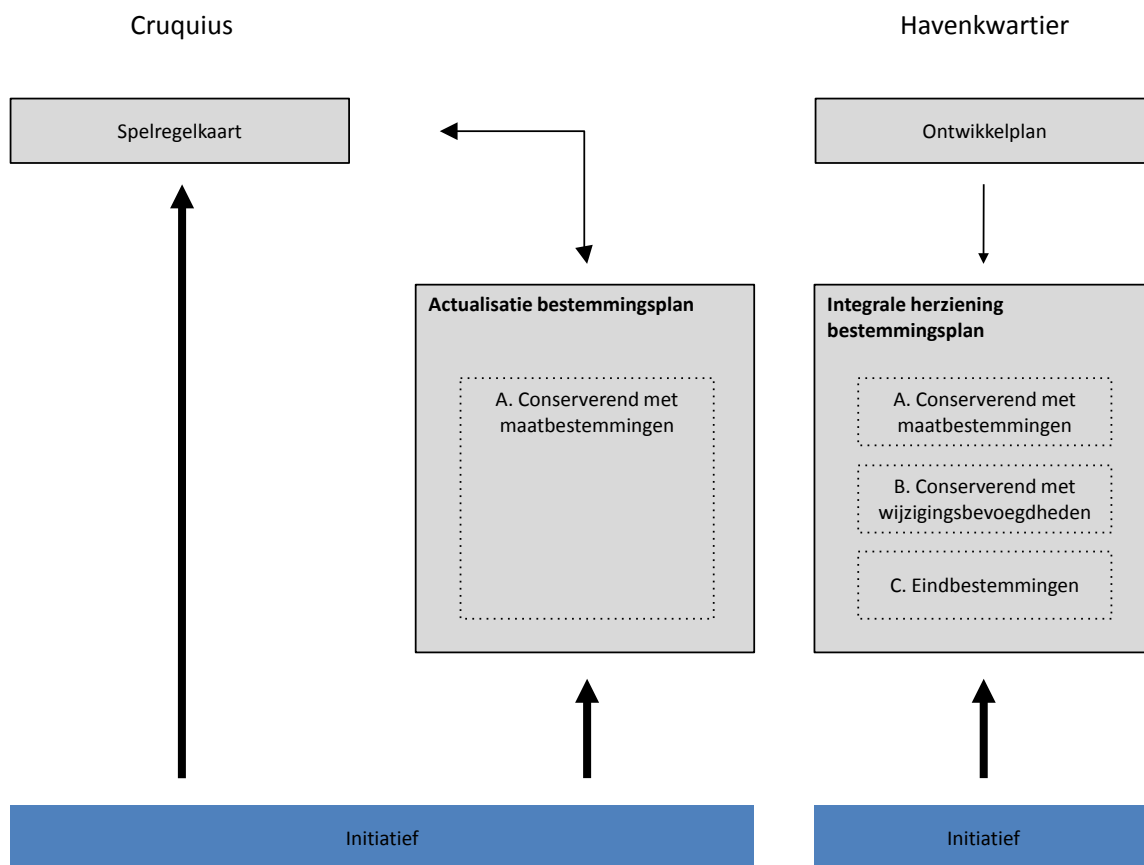 Cruquius
Havenkwartier
Spelregelkaart
Ontwikkelplan
Actualisatie bestemmingsplan
A. Conserverend met
maatbestemmingen
Integrale herziening
bestemmingsplan
A. Conserverend met
maatbestemmingen
B. Conserverend met
wijzigingsbevoegdheden
C. Eindbestemmingen
Initiatief
Initiatief